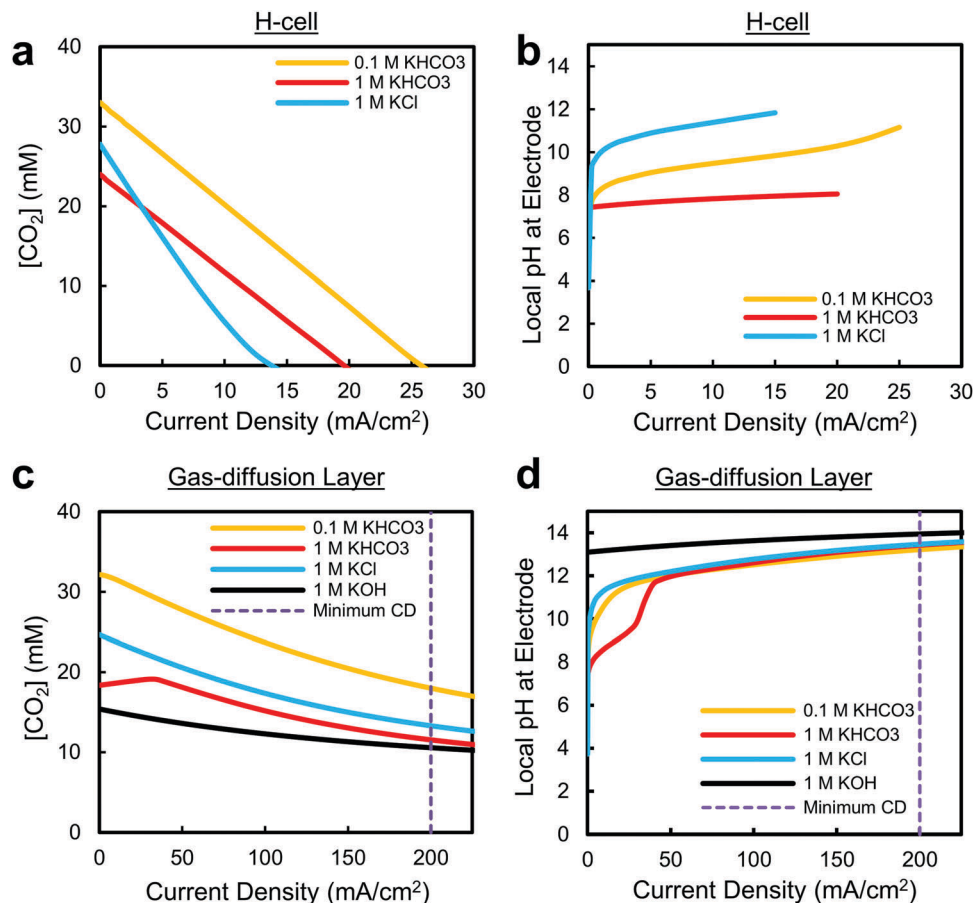 H-cell
a
40
30
20
10
0
[CO2] (mM)
0.1 M KHCO3
1 M KHCO3
1 M KCl
0 5 10 15 20 25 30
Current Density (mA/cm²)
H-cell
b
14
12
10
8
6
4
2
0
Local pH at Electrode
0.1 M KHCO3
1 M KHCO3
1 M KCl
0 5 10 15 20 25 30
Current Density (mA/cm²)
Gas-diffusion Layer
c
40
30
20
10
0
[CO₂] (mM)
0.1 M KHCO3
1 M KHCO3
1 M KCl
1 M KOH
Minimum CD
0 50 100 150 200
Current Density (mA/cm²)
Gas-diffusion Layer
d
14
12
10
8
6
4
2
0
Local pH at Electrode
0.1 M KHCO3
1 M KHCO3
1 M KCl
1 M KOH
Minimum CD
0 50 100 150 200
Current Density (mA/cm²)